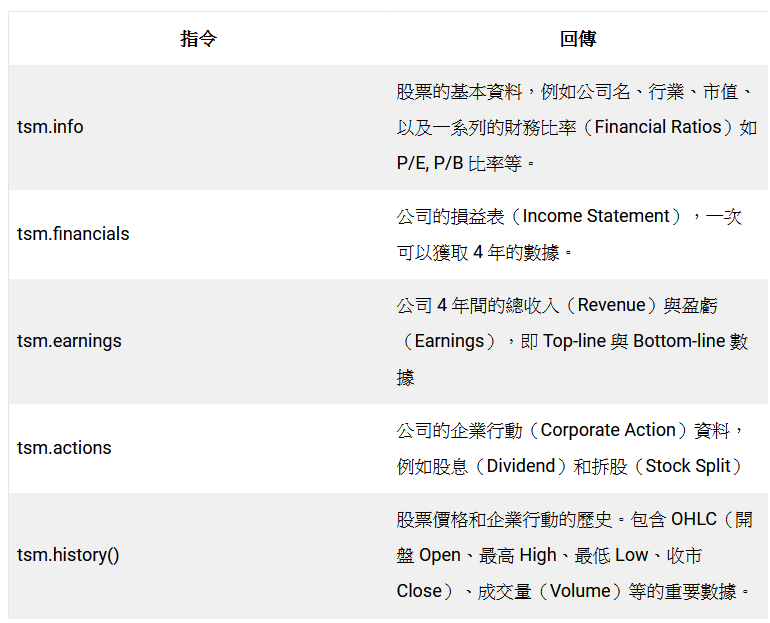 指令
回傳
tsm.info
股票的基本資料，例如公司名、行業、市值、
以及一系列的財務比率（Financial Ratios）如
P/E, P/B 比率等。
tsm.financials
公司的損益表（Income Statement），一次
可以獲取 4 年的數據。
tsm.earnings
公司 4 年間的總收入（Revenue）與盈虧
（Earnings），即 Top-line 與 Bottom-line 數
據
tsm.actions
公司的企業行動（Corporate Action）資料，
例如股息（Dividend）和拆股（Stock Split）
tsm.history()
股票價格和企業行動的歷史。包含 OHLC（開
盤 Open、最高 High、最低 Low、收市
Close）、成交量（Volume）等的重要數據。